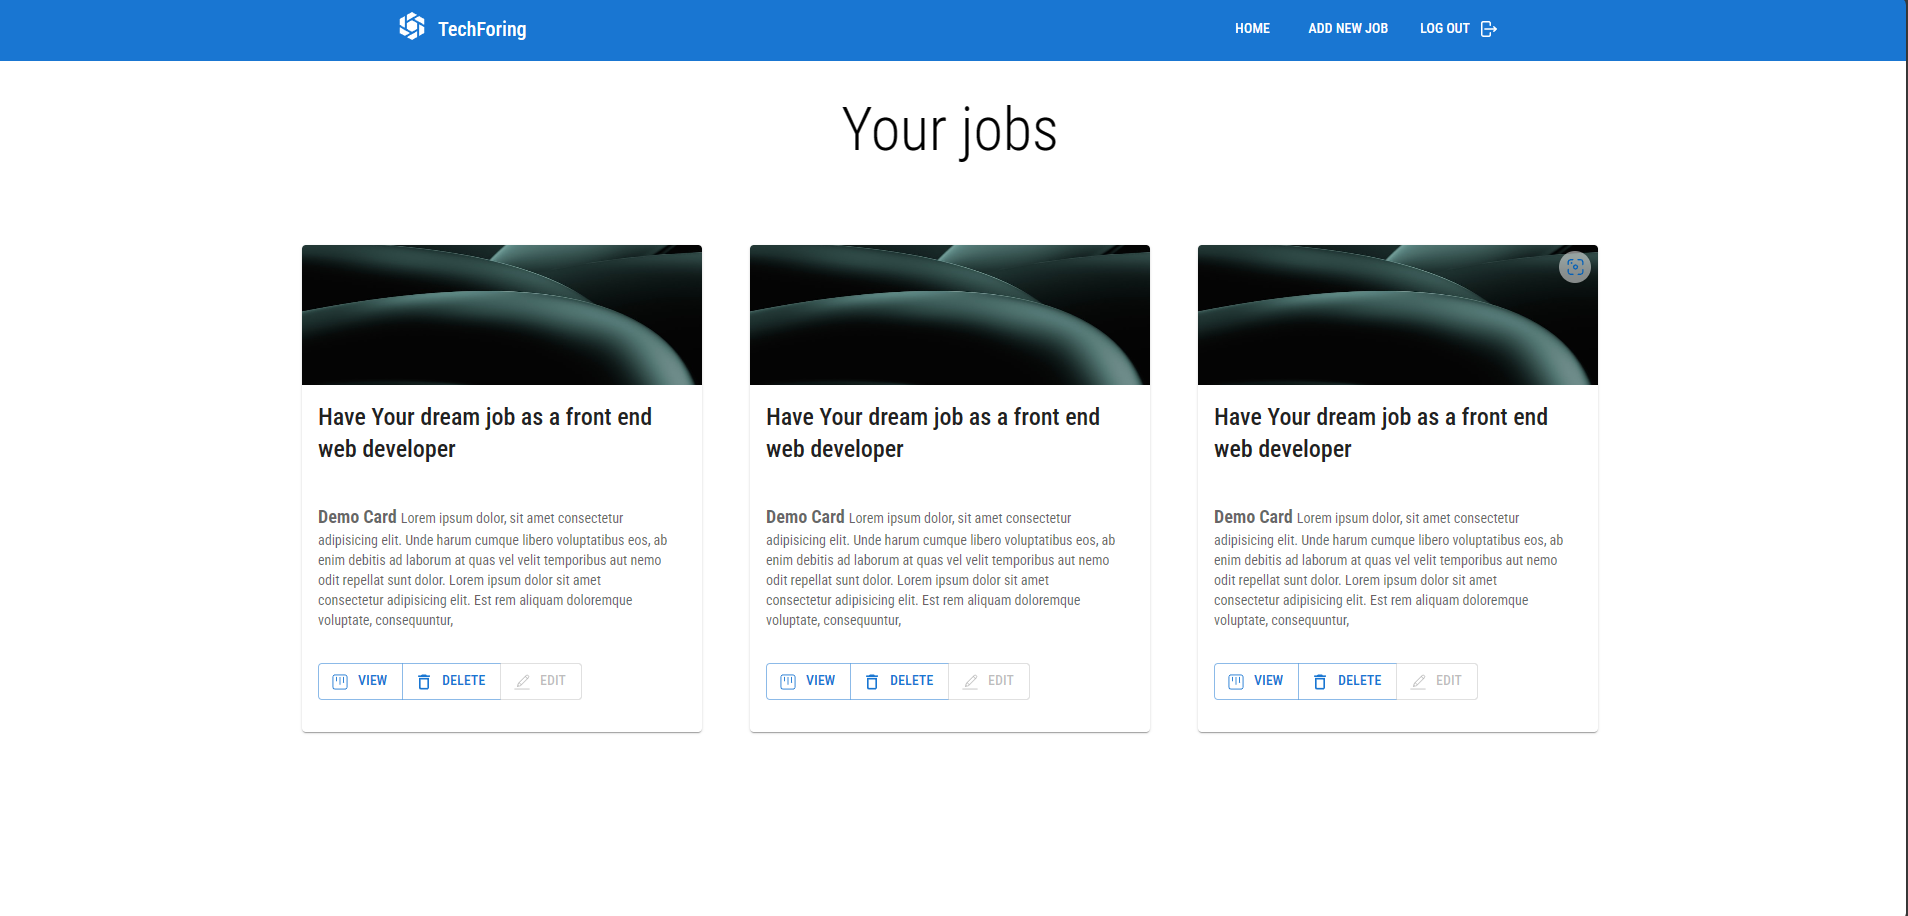 TechForing
HOME ADD NEW JOB LOG OUT
Your jobs
Have Your dream job as a front end
web developer
Demo Card Lorem ipsum dolor, sit amet consectetur
adipisicing elit. Unde harum cumque libero voluptatibus eos, ab
enim debitis ad laborum at quas vel velit temporibus aut nemo
odit repellat sunt dolor. Lorem ipsum dolor sit amet
consectetur adipisicing elit. Est rem aliquam doloremque
voluptate, consequuntur,
VIEW DELETE EDIT
Have Your dream job as a front end
web developer
Demo Card Lorem ipsum dolor, sit amet consectetur
adipisicing elit. Unde harum cumque libero voluptatibus eos, ab
enim debitis ad laborum at quas vel velit temporibus aut nemo
odit repellat sunt dolor. Lorem ipsum dolor sit amet
consectetur adipisicing elit. Est rem aliquam doloremque
voluptate, consequuntur,
VIEW DELETE EDIT
Have Your dream job as a front end
web developer
Demo Card Lorem ipsum dolor, sit amet consectetur
adipisicing elit. Unde harum cumque libero voluptatibus eos, ab
enim debitis ad laborum at quas vel velit temporibus aut nemo
odit repellat sunt dolor. Lorem ipsum dolor sit amet
consectetur adipisicing elit. Est rem aliquam doloremque
voluptate, consequuntur,
VIEW DELETE EDIT